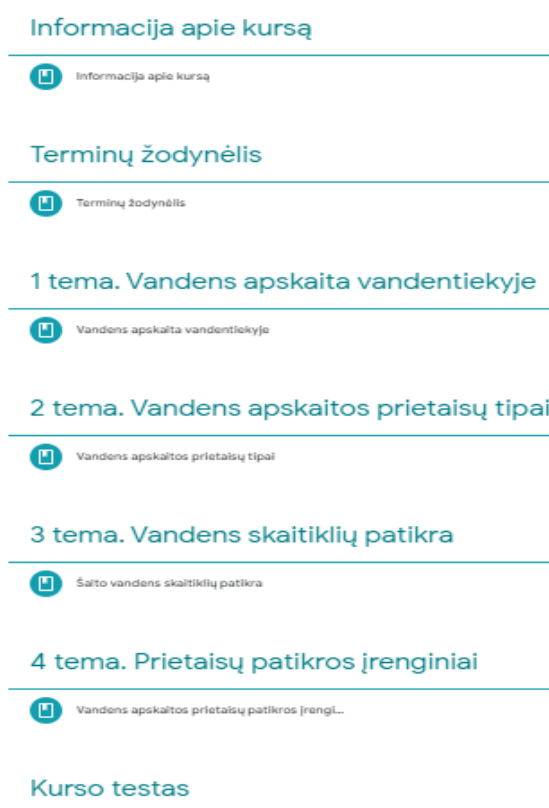 Informacija apie kursą
Informacija apie kursą
Terminų žodynėlis
Terminų žodynėlis
1 tema. Vandens apskaita vandentiekyje
Vandens apskaita vandentiekyje
2 tema. Vandens apskaitos prietaisų tipai
Vandens apskaitos prietaisų tipai
3 tema. Vandens skaitiklių patikra
Šalto vandens skaitiklių patikra
4 tema. Prietaisų patikros įrenginiai
Vandens apskaitos prietaisų patikros įrengi...
Kurso testas